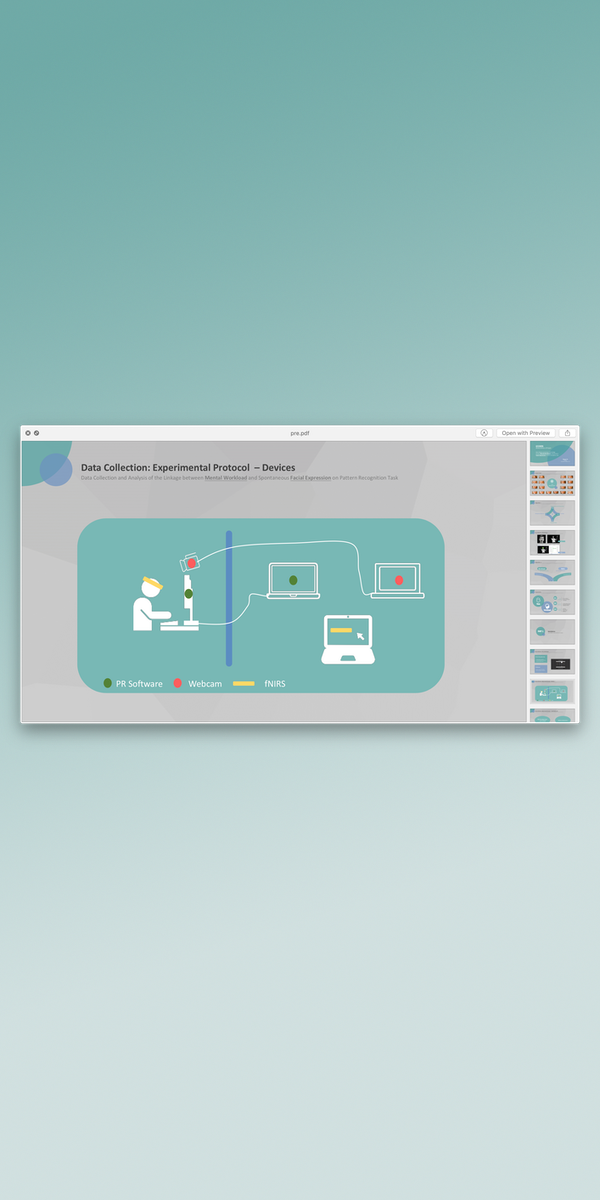 pre.pdf
Open with Preview
Data Collection: Experimental Protocol – Devices
Data Collection and Analysis of the Linkage between Mental Workload and Spontaneous Facial Expression on Pattern Recognition Task
PR Software Webcam fNIRS